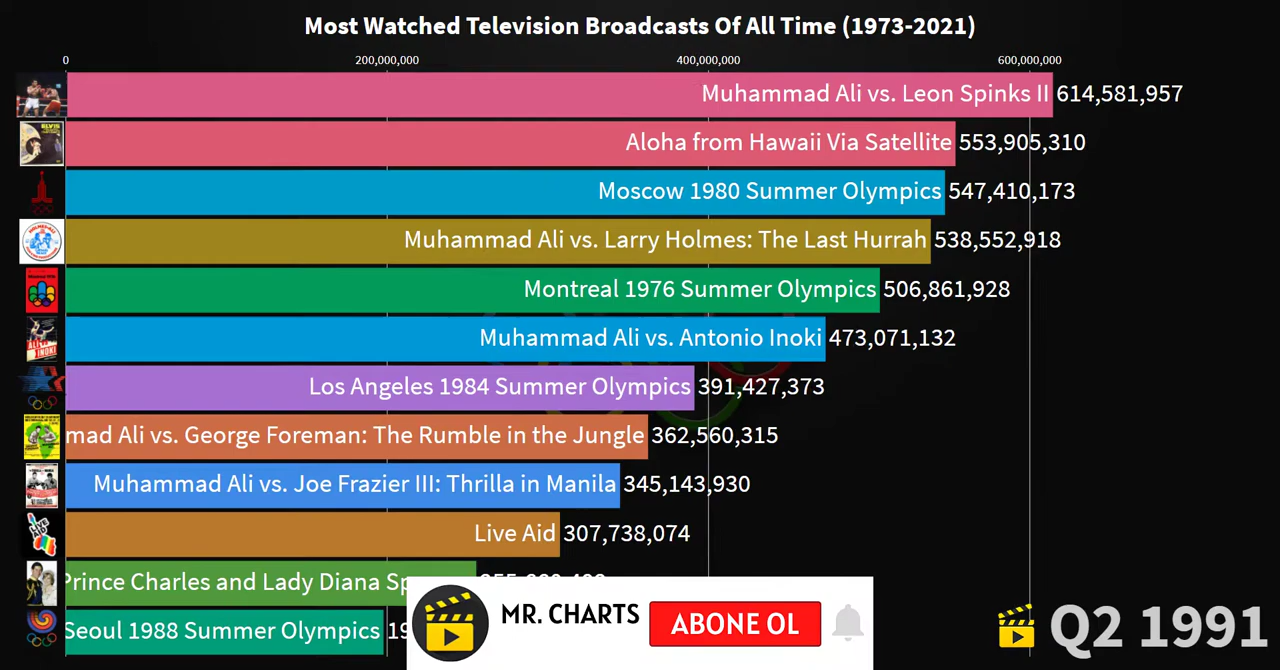 Most Watched Television Broadcasts Of All Time (1973-2021)
0 200,000,000 400,000,000 600,000,000
Muhammad Ali vs. Leon Spinks II 614,581,957
Aloha from Hawaii Via Satellite 553,905,310
Moscow 1980 Summer Olympics 547,410,173
Muhammad Ali vs. Larry Holmes: The Last Hurrah 538,552,918
Montreal 1976 Summer Olympics 506,861,928
Muhammad Ali vs. Antonio Inoki 473,071,132
Los Angeles 1984 Summer Olympics 391,427,373
mad Ali vs. George Foreman: The Rumble in the Jungle 362,560,315
Muhammad Ali vs. Joe Frazier III: Thrilla in Manila 345,143,930
Live Aid 307,738,074
Prince Charles and Lady Diana Sp
Seoul 1988 Summer Olympics 19
MR. CHARTS ABONE OL
Q2 1991